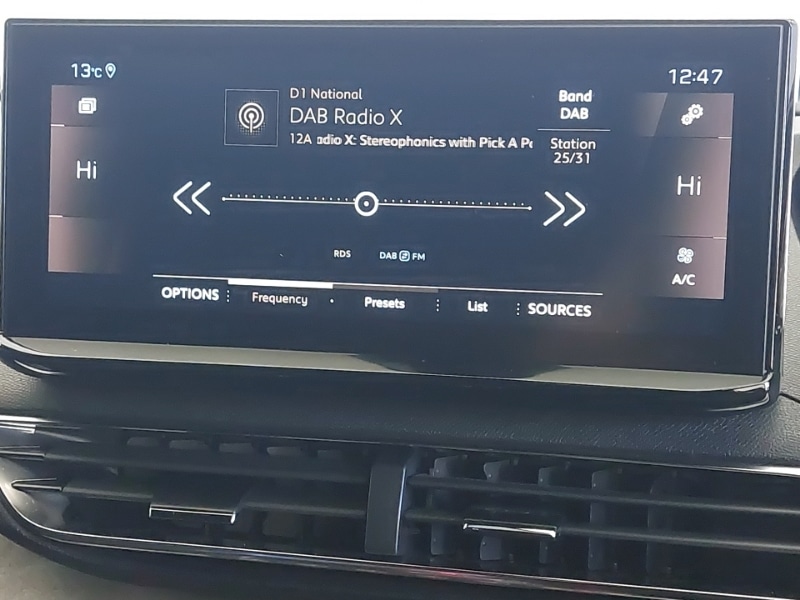 13°C
12:47
D1 National
DAB Radio X
12A adio X: Stereophonics with Pick A Pa
Band
DAB
Station
25/31
Hi
Hi
RDS
DAB FM
A/C
OPTIONS
Frequency
Presets
List
SOURCES